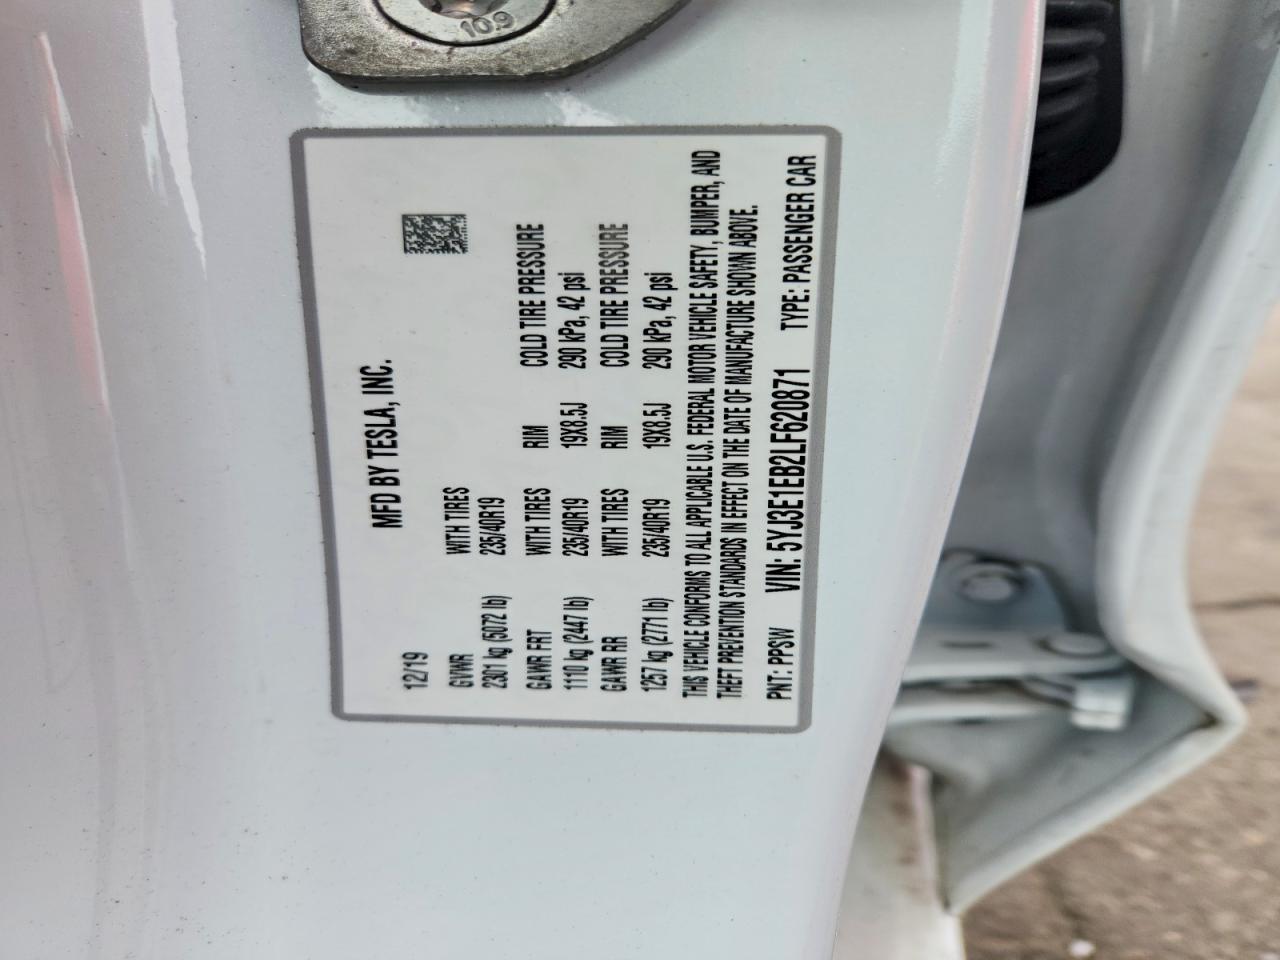 10.9
MFD BY TESLA, INC.
12/19
GVWR WITH TIRES
2301 kg (5072 lb) 235/40R19
GAWR FRT WITH TIRES RIM COLD TIRE PRESSURE
1110 kg (2447 lb) 235/40R19 19X8.5J 290 kPa, 42 psi
GAWR RR WITH TIRES RIM COLD TIRE PRESSURE
1257 kg (2771 lb) 235/40R19 19X8.5J 290 kPa, 42 psi
THIS VEHICLE CONFORMS TO ALL APPLICABLE U.S. FEDERAL MOTOR VEHICLE SAFETY, BUMPER, AND
THEFT PREVENTION STANDARDS IN EFFECT ON THE DATE OF MANUFACTURE SHOWN ABOVE.
PNT: PPSW VIN: 5YJ3E1EB2LF620871 TYPE: PASSENGER CAR